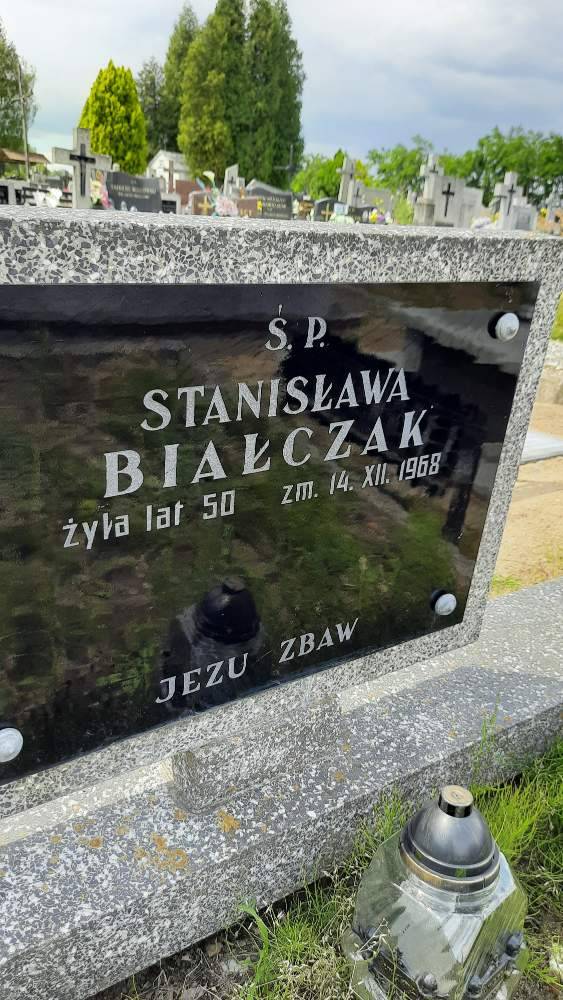 Ś. P.
STANISŁAWA
BIAŁCZAK
żyła lat 50 zm. 14. XII. 1968
JEZU ZBAW